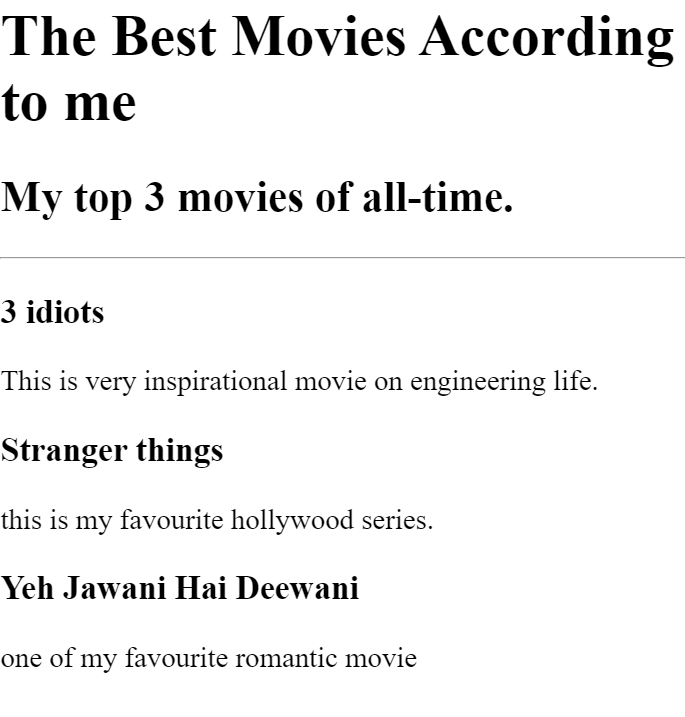 The Best Movies According
to me
My top 3 movies of all-time.
3 idiots
This is very inspirational movie on engineering life.
Stranger things
this is my favourite hollywood series.
Yeh Jawani Hai Deewani
one of my favourite romantic movie